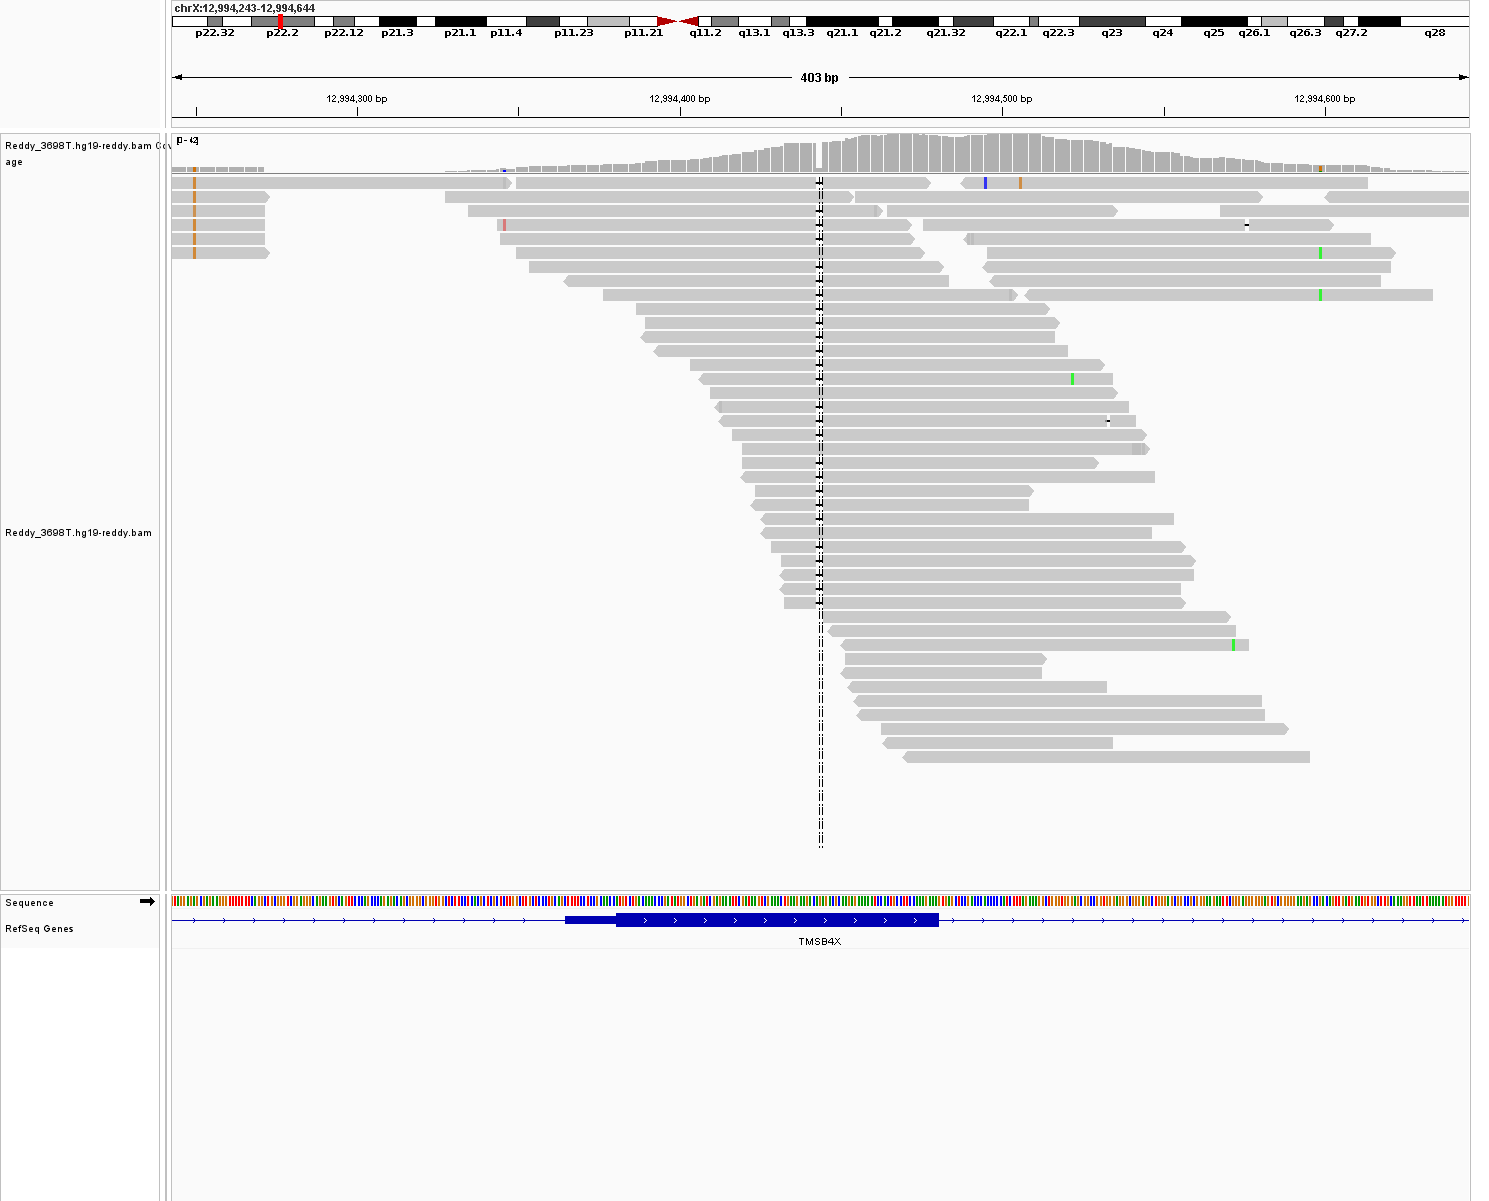 chrX:12,994,243-12,994,644
p22.32 p22.2 p22.12 p21.3 p21.1 p11.4 p11.23 p11.21 q11.2 q13.1 q13.3 q21.1 q21.2 q21.32 q22.1 q22.3 q23 q24 q25 q26.1 q26.3 q27.2 q28
403 bp
12,994,300 bp 12,994,400 bp 12,994,500 bp 12,994,600 bp
Reddy_3698T.hg19-reddy.bam Cov
age
[0 - 42]
Reddy_3698T.hg19-reddy.bam
Sequence
RefSeq Genes
TMSB4X